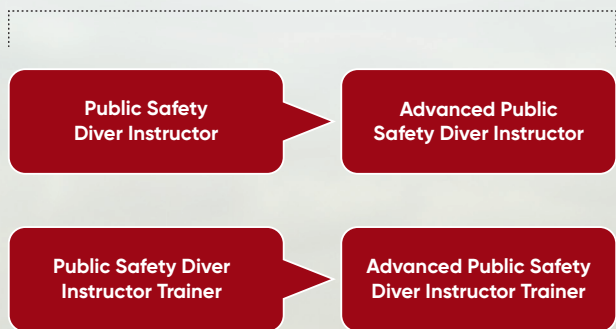 Public Safety
Diver Instructor
Advanced Public
Safety Diver Instructor
Public Safety Diver
Instructor Trainer
Advanced Public Safety
Diver Instructor Trainer